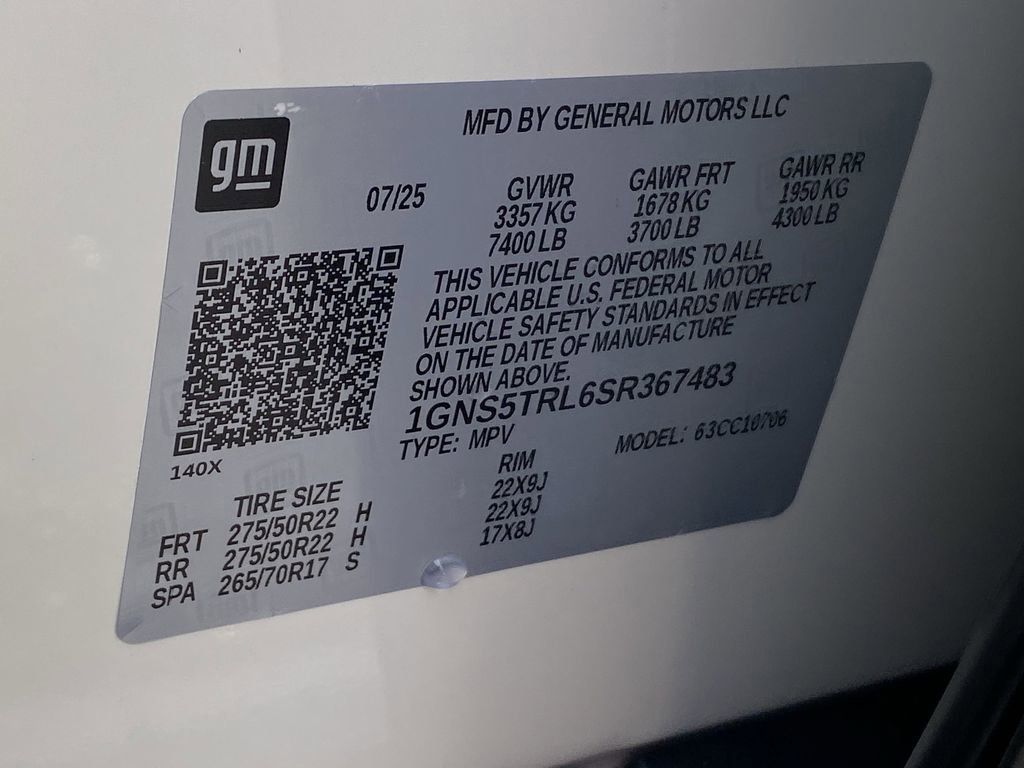 gm
MFD BY GENERAL MOTORS LLC
07/25
GVWR GAWR FRT GAWR RR
3357 KG 1678 KG 1950 KG
7400 LB 3700 LB 4300 LB
THIS VEHICLE CONFORMS TO ALL
APPLICABLE U.S. FEDERAL MOTOR
VEHICLE SAFETY STANDARDS IN EFFECT
ON THE DATE OF MANUFACTURE
SHOWN ABOVE.
1GNS5TRL6SR367483
TYPE: MPV MODEL: 63CC10706
140X
TIRE SIZE RIM
FRT 275/50R22 H 22X9J
RR 275/50R22 H 22X9J
SPA 265/70R17 S 17X8J